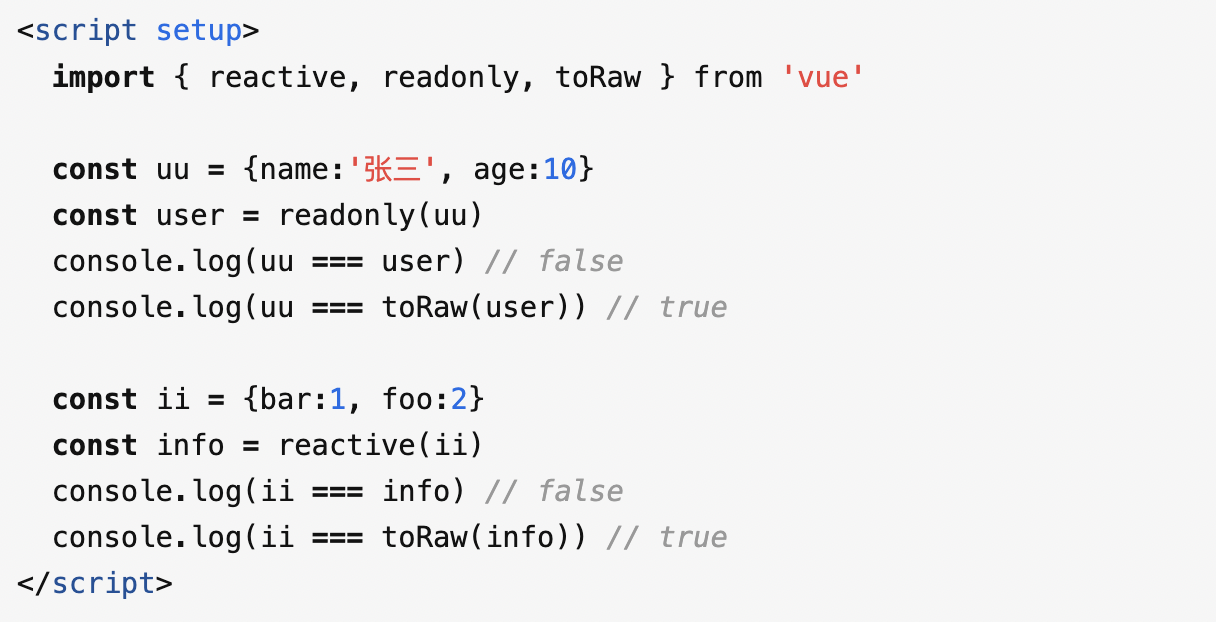 <script setup>
  import { reactive, readonly, toRaw } from 'vue'

  const uu = {name:'张三', age:10}
  const user = readonly(uu)
  console.log(uu === user) // false
  console.log(uu === toRaw(user)) // true

  const ii = {bar:1, foo:2}
  const info = reactive(ii)
  console.log(ii === info) // false
  console.log(ii === toRaw(info)) // true
</script>